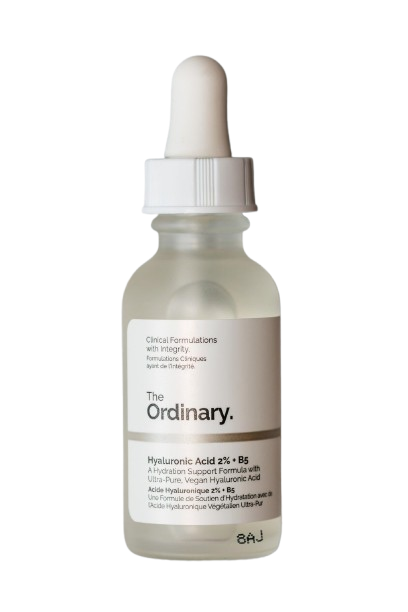 Clinical Formulations
with Integrity.
Formulations Cliniques
ayant de l'Intégrité.
The
Ordinary.
Hyaluronic Acid 2% + B5
A Hydration Support Formula with
Ultra-Pure, Vegan Hyaluronic Acid
Acide Hyaluronique 2% + B5
Une Formule de Soutien d'Hydratation avec de
l'Acide Hyaluronique Végétalien Ultra-Pur
8AJ